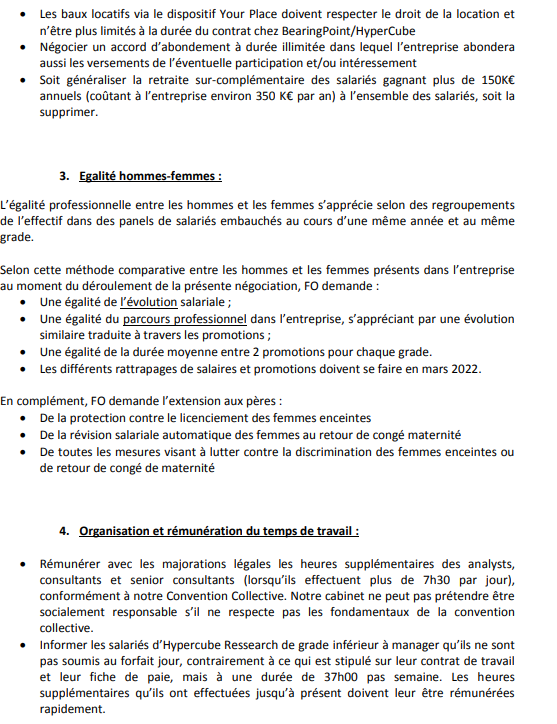 • Les baux locatifs via le dispositif Your Place doivent respecter le droit de la location et
n’être plus limités à la durée du contrat chez BearingPoint/HyperCube
• Négocier un accord d’abondement à durée illimitée dans lequel l’entreprise abondera
aussi les versements de l’éventuelle participation et/ou intéressement
• Soit généraliser la retraite sur-complémentaire des salariés gagnant plus de 150K€
annuels (coûtant à l’entreprise environ 350 K€ par an) à l’ensemble des salariés, soit la
supprimer.
3. Egalité hommes-femmes :
L’égalité professionnelle entre les hommes et les femmes s’apprécie selon des regroupements
de l’effectif dans des panels de salariés embauchés au cours d’une même année et au même
grade.
Selon cette méthode comparative entre les hommes et les femmes présents dans l’entreprise
au moment du déroulement de la présente négociation, FO demande :
• Une égalité de l’évolution salariale ;
• Une égalité du parcours professionnel dans l’entreprise, s’appréciant par une évolution
similaire traduite à travers les promotions ;
• Une égalité de la durée moyenne entre 2 promotions pour chaque grade.
• Les différents rattrapages de salaires et promotions doivent se faire en mars 2022.
En complément, FO demande l’extension aux pères :
• De la protection contre le licenciement des femmes enceintes
• De la révision salariale automatique des femmes au retour de congé maternité
• De toutes les mesures visant à lutter contre la discrimination des femmes enceintes ou
de retour de congé de maternité
4. Organisation et rémunération du temps de travail :
• Rémunérer avec les majorations légales les heures supplémentaires des analysts,
consultants et senior consultants (lorsqu’ils effectuent plus de 7h30 par jour),
conformément à notre Convention Collective. Notre cabinet ne peut pas prétendre être
socialement responsable s’il ne respecte pas les fondamentaux de la convention
collective.
• Informer les salariés d’Hypercube Ressearch de grade inférieur à manager qu’ils ne sont
pas soumis au forfait jour, contrairement à ce qui est stipulé sur leur contrat de travail
et leur fiche de paie, mais à une durée de 37h00 pas semaine. Les heures
supplémentaires qu’ils ont effectuées jusqu’à présent doivent leur être rémunérées
rapidement.